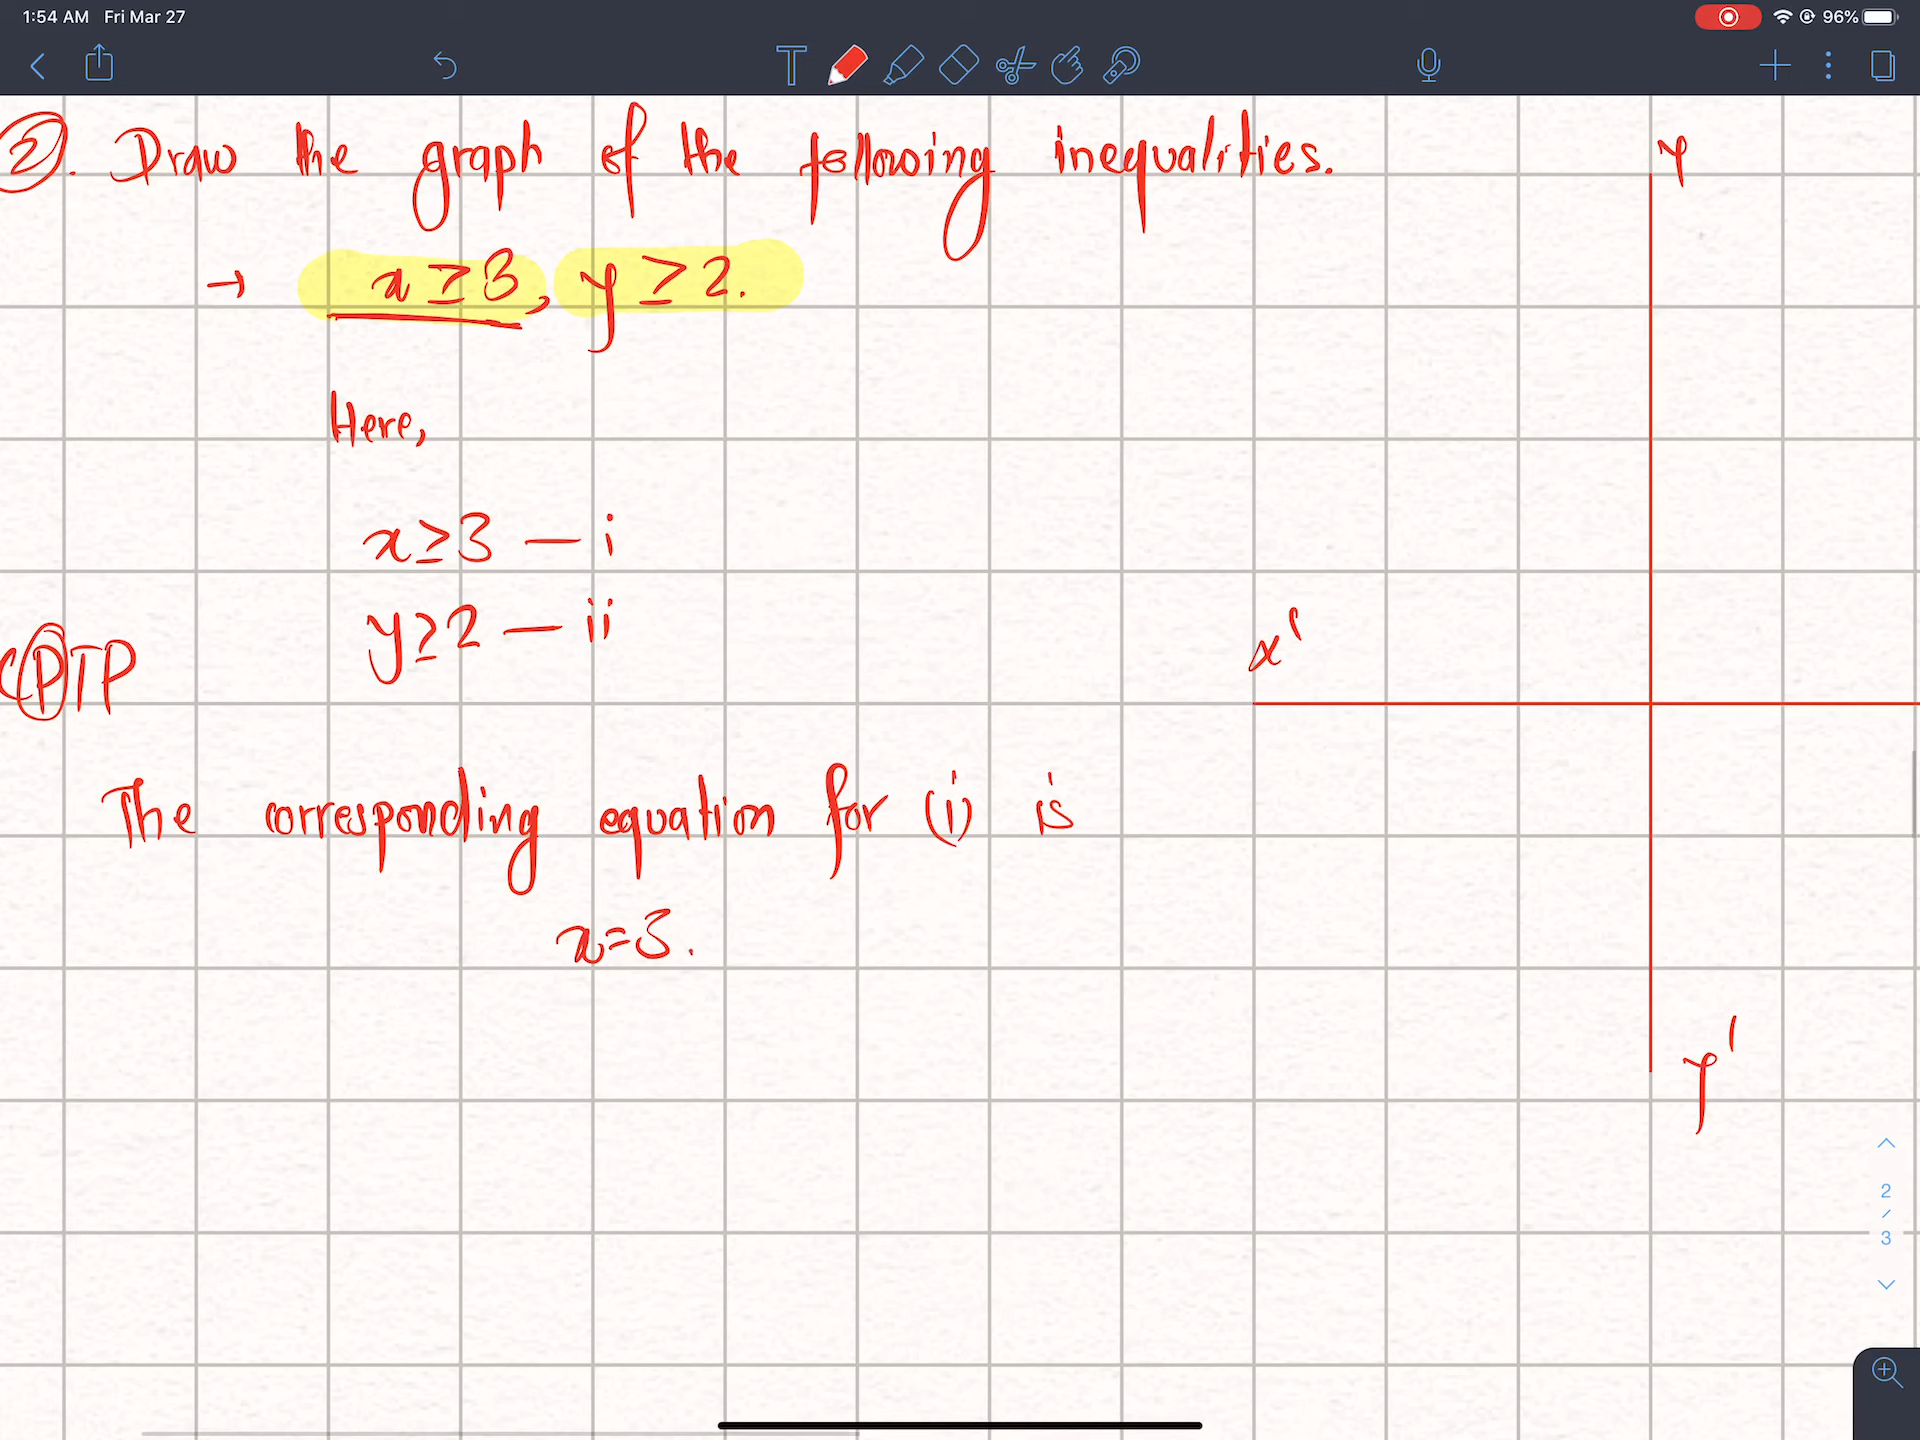 1:54 AM Fri Mar 27
96%
②. Draw the graph of the following inequalities.
→ x ≥ 3, y ≥ 2.
Here,
x ≥ 3 — i
y ≥ 2 — ii
CPTP
The corresponding equation for (i) is
x = 3.
Y
x'
Y'
2
/
3